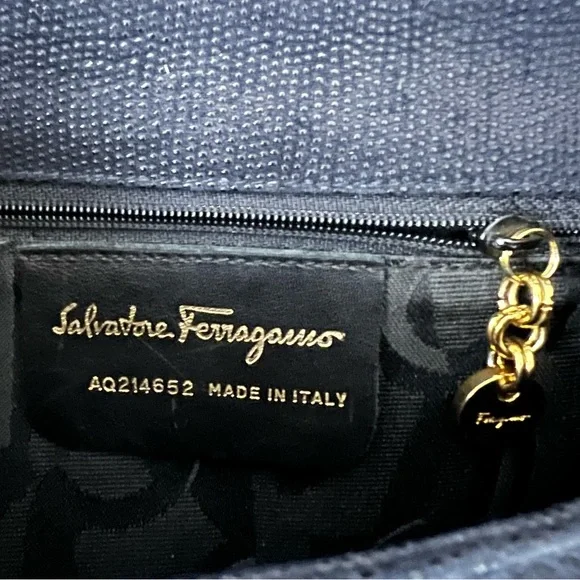 Salvatore Ferragamo
AQ214652 MADE IN ITALY
Ferragamo